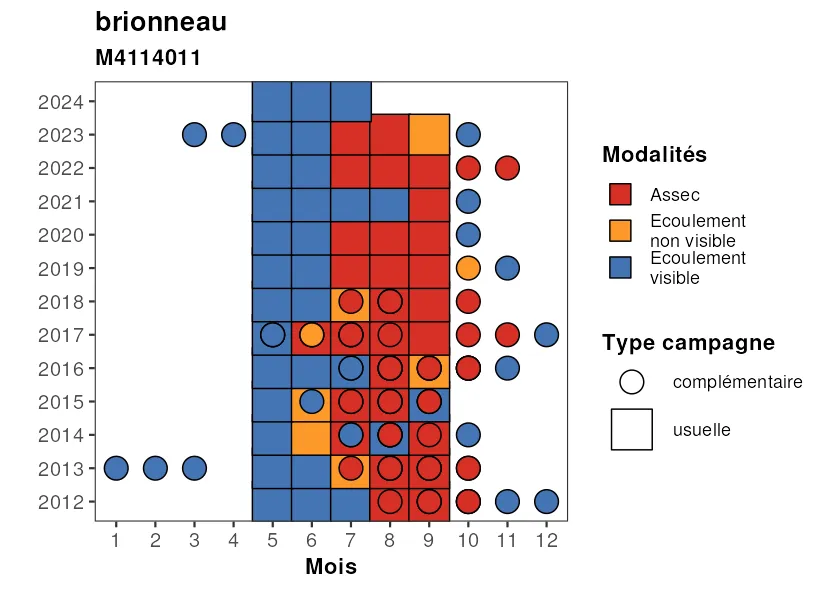 brionneau
M4114011
2024
2023
2022
2021
2020
2019
2018
2017
2016
2015
2014
2013
2012
1 2 3 4 5 6 7 8 9 10 11 12
Mois
Modalités
Assec
Ecoulement
non visible
Ecoulement
visible
Type campagne
complémentaire
usuelle